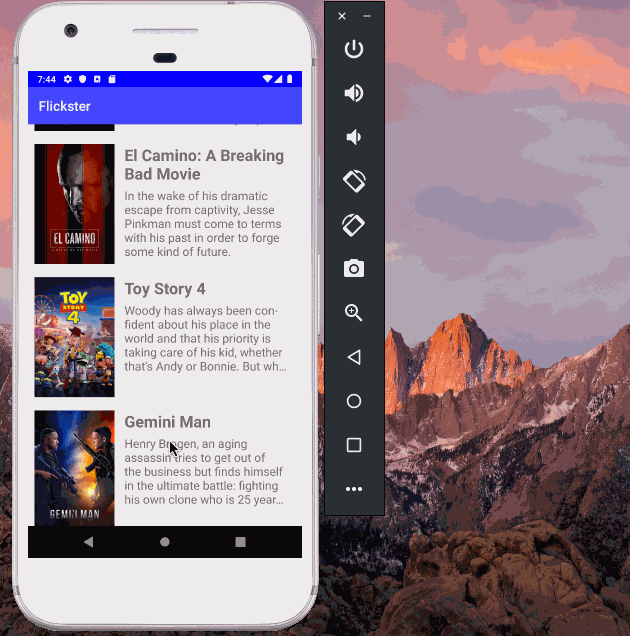 7:44
Flickster
El Camino: A Breaking
Bad Movie
In the wake of his dramatic
escape from captivity, Jesse
Pinkman must come to terms
with his past in order to forge
some kind of future.
EL CAMINO
TOY
STORY
4
Toy Story 4
Woody has always been con-
fident about his place in the
world and that his priority is
taking care of his kid, whether
that's Andy or Bonnie. But wh…
Gemini Man
Henry Brogen, an aging
assassin tries to get out of
the business but finds himself
in the ultimate battle: fighting
his own clone who is 25 year…
GEMINI MAN